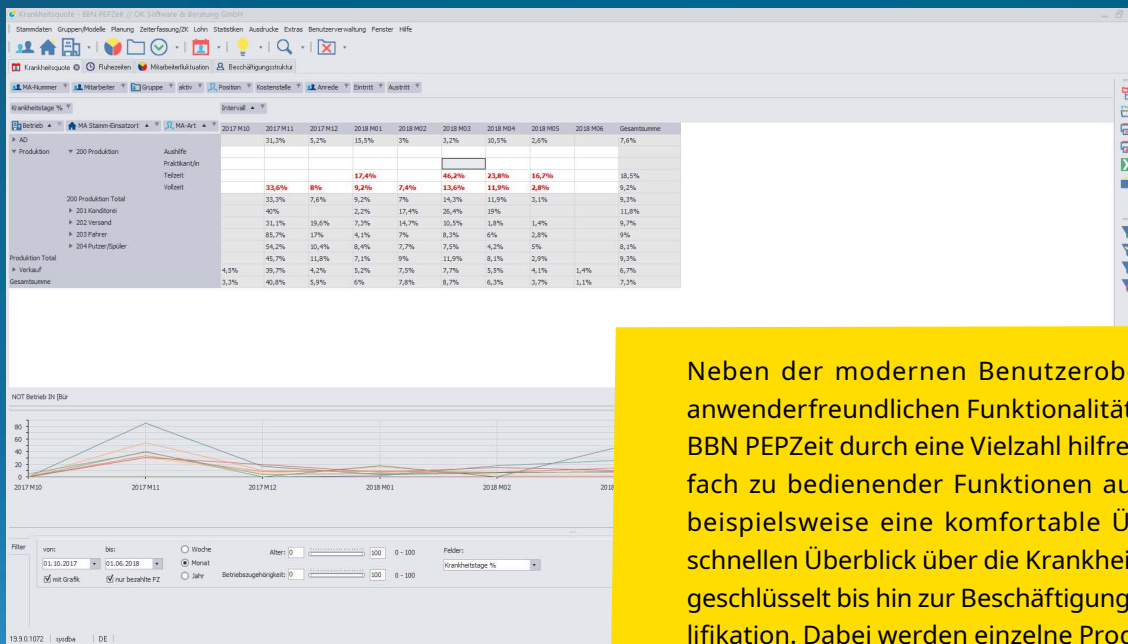 Krankheitsquote - BBN PEPZeit // OK Software & Beratung GmbH
Stammdaten Gruppen/Modelle Planung Zeiterfassung/ZK Lohn Statistiken Ausdrucke Extras Benutzerverwaltung Fenster Hilfe
Krankheitsquote Ruhezeiten Mitarbeiterfluktuation Beschäftigungsstruktur
MA-Nummer Mitarbeiter Gruppe aktiv Position Kostenstelle Anrede Eintritt Austritt
Krankheitstage % Intervall
Betrieb MA Stamm-Einsatzort MA-Art 2017 M10 2017 M11 2017 M12 2018 M01 2018 M02 2018 M03 2018 M04 2018 M05 2018 M06 Gesamtsumme
AD 31,3% 5,2% 15,5% 3% 3,2% 10,5% 2,6% 7,6%
Produktion 200 Produktion Aushilfe
Praktikant/in
Teilzeit 17,4% 46,2% 23,8% 16,7% 18,5%
Vollzeit 33,6% 8% 9,2% 7,4% 13,6% 11,9% 2,8% 9,2%
200 Produktion Total 33,3% 7,6% 9,2% 7% 14,3% 11,9% 3,1% 9,3%
201 Konditorei 40% 2,2% 17,4% 26,4% 19% 11,8%
202 Versand 31,1% 19,6% 7,3% 14,7% 10,5% 1,8% 1,4% 9,7%
203 Fahrer 85,7% 17% 4,1% 7% 8,3% 6% 2,8% 9%
204 Putzer/Spüler 54,2% 10,4% 8,4% 7,7% 7,5% 4,2% 5% 8,1%
Produktion Total 45,7% 11,8% 7,1% 9% 11,9% 8,1% 2,9% 9,3%
Verkauf 4,5% 39,7% 4,2% 5,2% 7,5% 7,7% 5,5% 4,1% 1,4% 6,7%
Gesamtsumme 3,3% 40,8% 5,9% 6% 7,8% 8,7% 6,3% 3,7% 1,1% 7,3%
NOT Betrieb IN [Bür
80
60
40
20
0
2017 M10 2017 M11 2017 M12 2018 M01 2018 M02 2018
Filter von: bis: Woche Alter: 0 100 0 - 100 Felder:
01.10.2017 01.06.2018 Monat Krankheitstage %
mit Grafik nur bezahlte FZ Jahr Betriebszugehörigkeit: 0 100 0 - 100
19.9.0.1072 sysdba DE
Neben der modernen Benutzerob
anwenderfreundlichen Funktionalität
BBN PEPZeit durch eine Vielzahl hilfre
fach zu bedienender Funktionen au
beispielsweise eine komfortable Ü
schnellen Überblick über die Krankhei
geschlüsselt bis hin zur Beschäftigung
lifikation. Dabei werden einzelne Prod